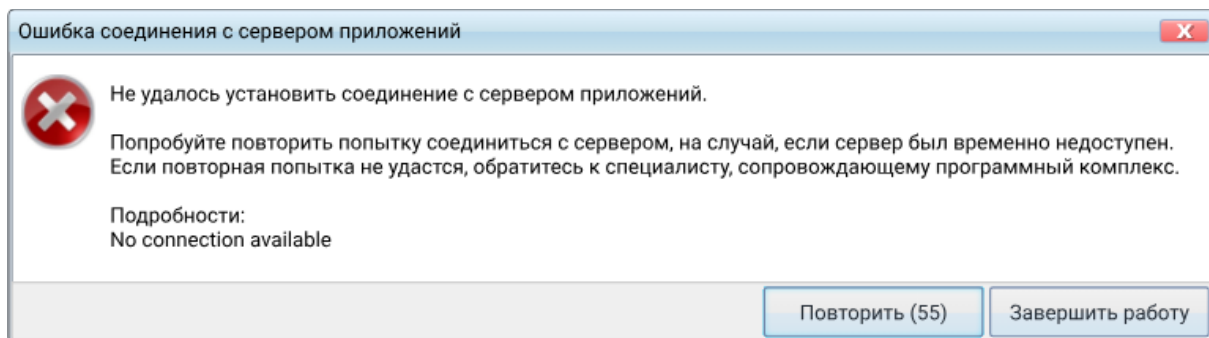 Ошибка соединения с сервером приложений
Не удалось установить соединение с сервером приложений.
Попробуйте повторить попытку соединиться с сервером, на случай, если сервер был временно недоступен.
Если повторная попытка не удастся, обратитесь к специалисту, сопровождающему программный комплекс.
Подробности:
No connection available
Повторить (55)
Завершить работу